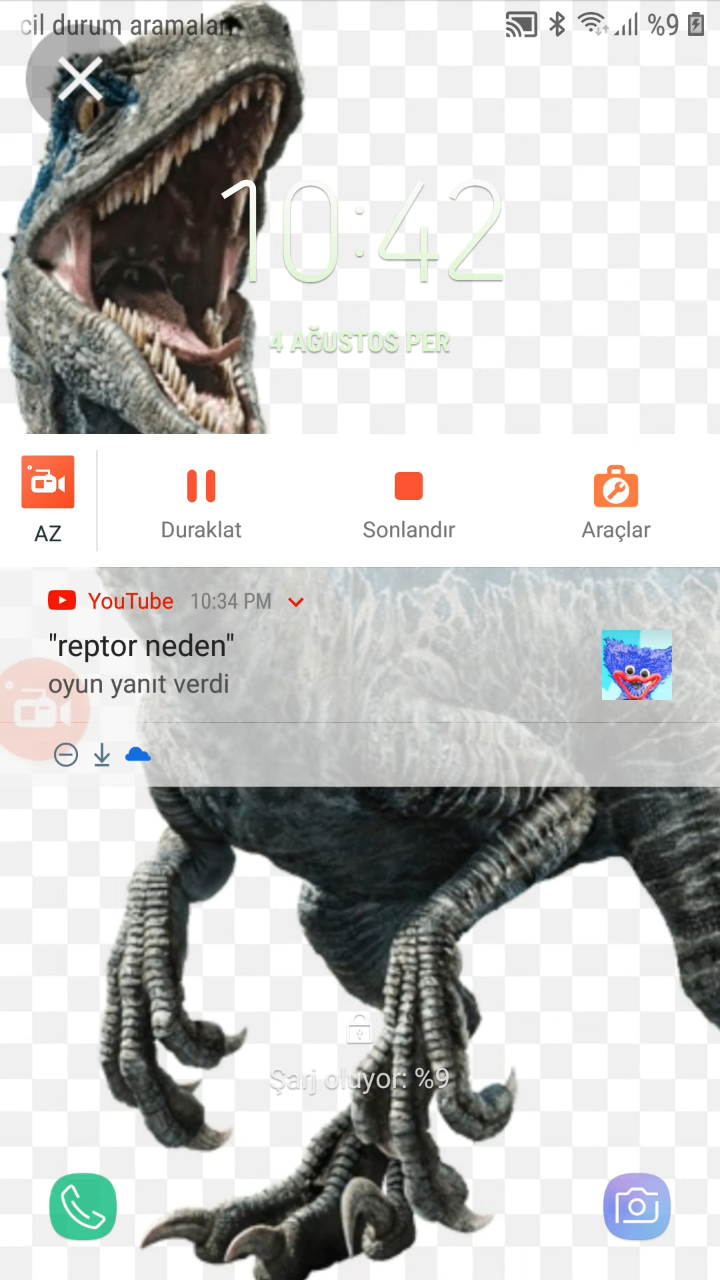 cil durum aramaları
%9
10:42
4 AĞUSTOS PER
AZ
Duraklat
Sonlandır
Araçlar
YouTube 10:34 PM
"reptor neden"
oyun yanıt verdi
Şarj oluyor: %9